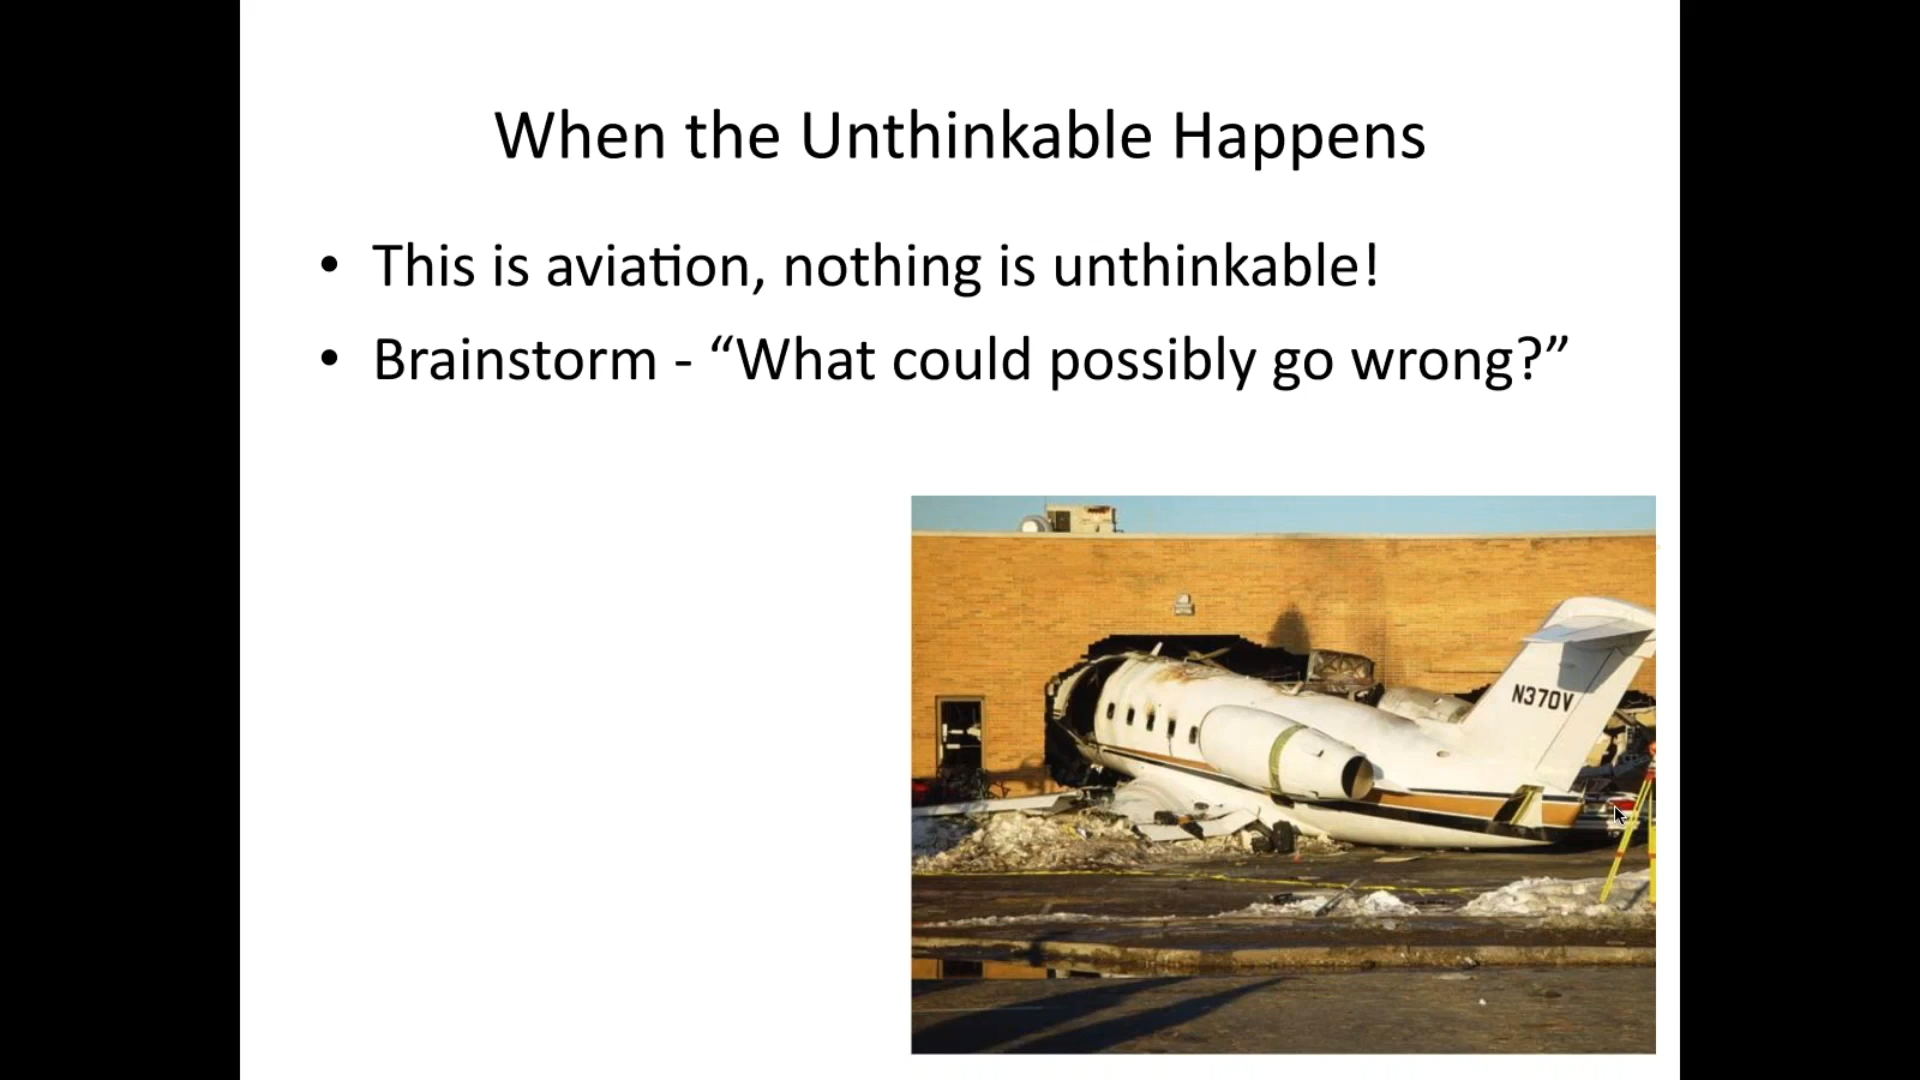 When the Unthinkable Happens
• This is aviation, nothing is unthinkable!
• Brainstorm - “What could possibly go wrong?”
N370V